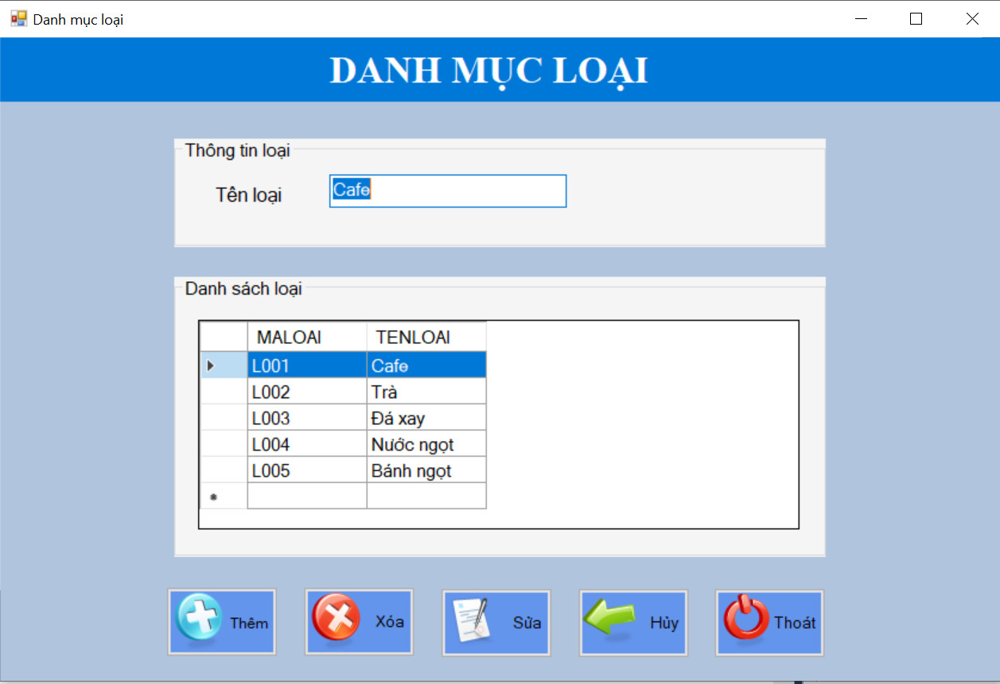 Danh mục loại
DANH MỤC LOẠI
Thông tin loại
Tên loại Cafe
Danh sách loại
MALOAI TENLOAI
L001 Cafe
L002 Trà
L003 Đá xay
L004 Nước ngọt
L005 Bánh ngọt
Thêm Xóa Sửa Hủy Thoát